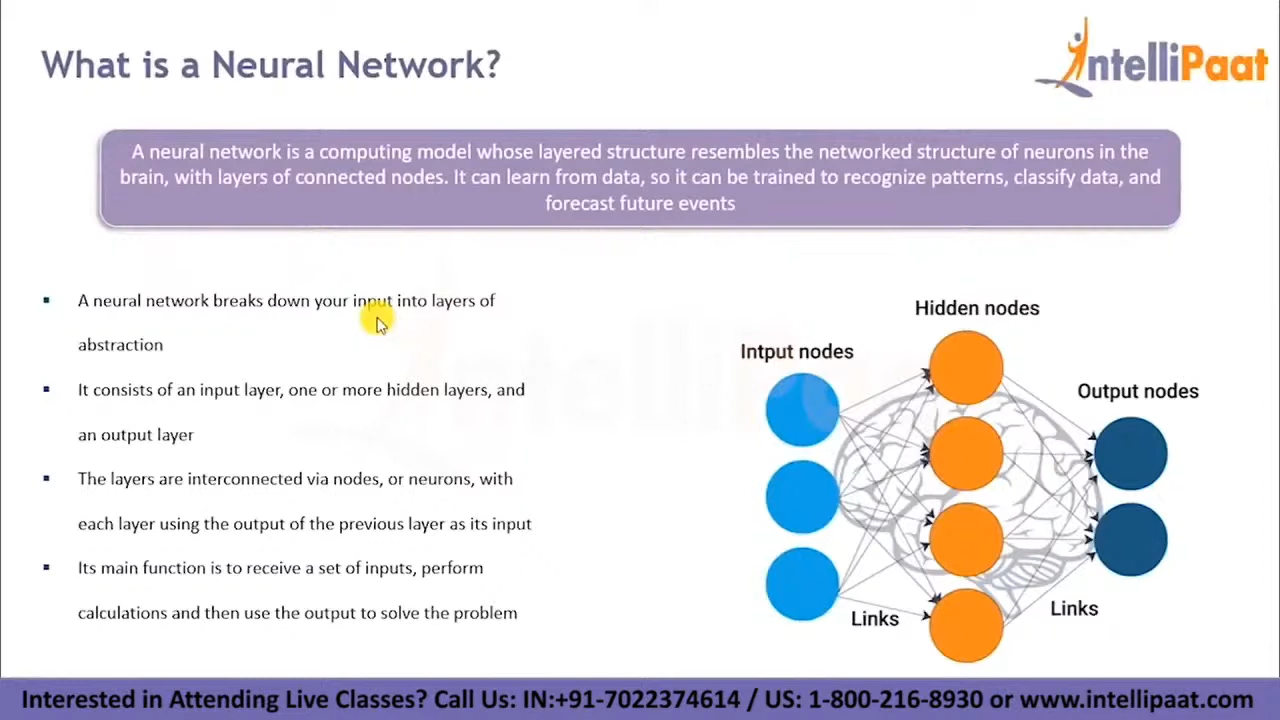 What is a Neural Network?
IntelliPaat
A neural network is a computing model whose layered structure resembles the networked structure of neurons in the
brain, with layers of connected nodes. It can learn from data, so it can be trained to recognize patterns, classify data, and
forecast future events
A neural network breaks down your input into layers of
abstraction
It consists of an input layer, one or more hidden layers, and
an output layer
The layers are interconnected via nodes, or neurons, with
each layer using the output of the previous layer as its input
Its main function is to receive a set of inputs, perform
calculations and then use the output to solve the problem
Hidden nodes
Intput nodes
Output nodes
Links
Links
Interested in Attending Live Classes? Call Us: IN:+91-7022374614 / US: 1-800-216-8930 or www.intellipaat.com